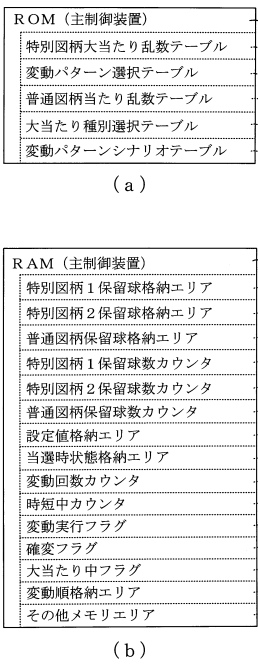 ROM（主制御装置）
特別図柄大当たり乱数テーブル
変動パターン選択テーブル
普通図柄当たり乱数テーブル
大当たり種別選択テーブル
変動パターンシナリオテーブル
（a）
RAM（主制御装置）
特別図柄１保留球格納エリア
特別図柄２保留球格納エリア
普通図柄保留球格納エリア
特別図柄１保留球数カウンタ
特別図柄２保留球数カウンタ
普通図柄保留球数カウンタ
設定値格納エリア
当選時状態格納エリア
変動回数カウンタ
時短中カウンタ
変動実行フラグ
確変フラグ
大当たり中フラグ
変動順格納エリア
その他メモリエリア
（b）